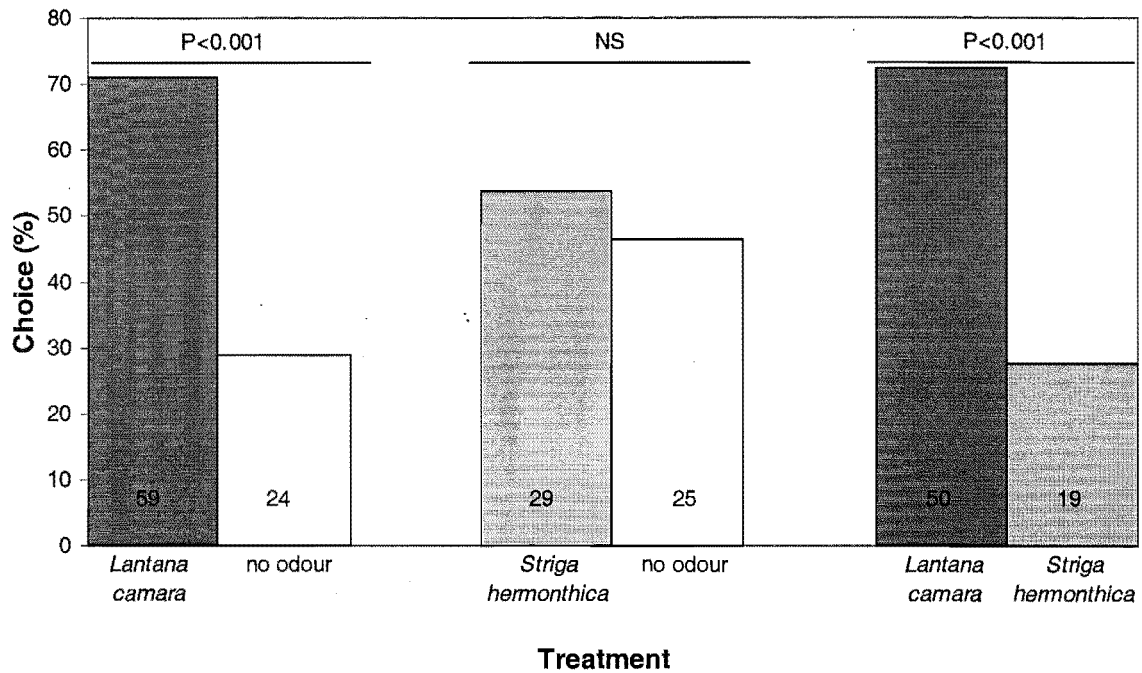 80
P<0.001 NS P<0.001
70
60
50
40
30
20
10
0
Choice (%)
59 24 29 25 50 19
Lantana camara
no odour
Striga hermonthica
no odour
Lantana camara
Striga hermonthica
Treatment